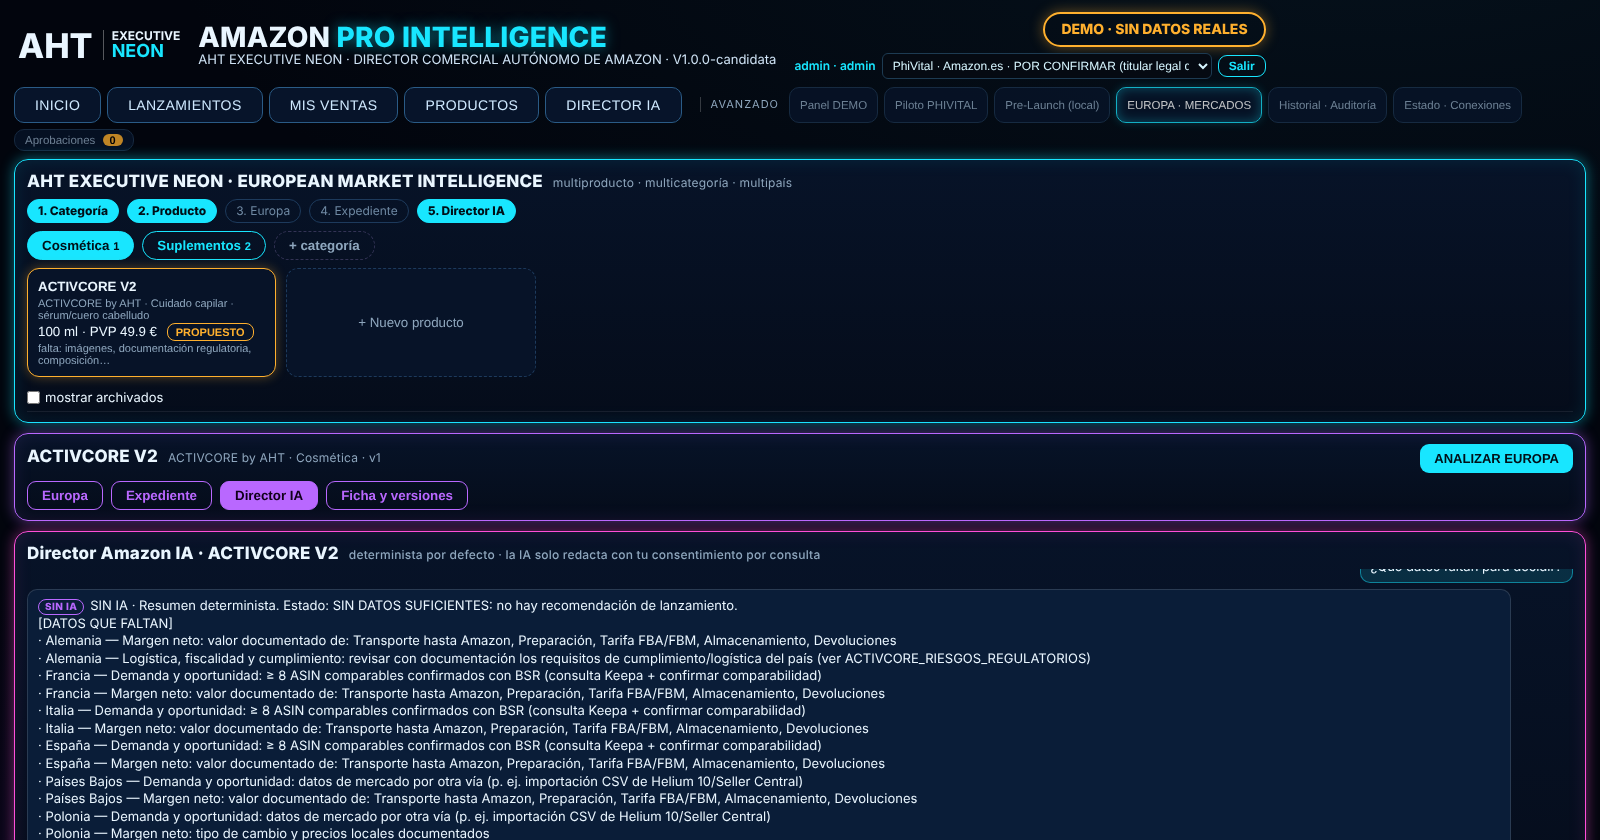 AHT
EXECUTIVE
NEON
AMAZON PRO INTELLIGENCE
AHT EXECUTIVE NEON · DIRECTOR COMERCIAL AUTÓNOMO DE AMAZON · V1.0.0-candidata
DEMO · SIN DATOS REALES
admin · admin
PhiVital · Amazon.es · POR CONFIRMAR (titular legal
Salir
INICIO
LANZAMIENTOS
MIS VENTAS
PRODUCTOS
DIRECTOR IA
AVANZADO
Panel DEMO
Piloto PHIVITAL
Pre-Launch (local)
EUROPA · MERCADOS
Historial · Auditoría
Estado · Conexiones
Aprobaciones 0
AHT EXECUTIVE NEON · EUROPEAN MARKET INTELLIGENCE multiproducto · multicategoría · multipaís
1. Categoría
2. Producto
3. Europa
4. Expediente
5. Director IA
Cosmética 1
Suplementos 2
+ categoría
ACTIVCORE V2
ACTIVCORE by AHT · Cuidado capilar ·
sérum/cuero cabelludo
100 ml · PVP 49.9 € PROPUESTO
falta: imágenes, documentación regulatoria,
composición…
+ Nuevo producto
mostrar archivados
ACTIVCORE V2 ACTIVCORE by AHT · Cosmética · v1
ANALIZAR EUROPA
Europa
Expediente
Director IA
Ficha y versiones
Director Amazon IA · ACTIVCORE V2 determinista por defecto · la IA solo redacta con tu consentimiento por consulta
¿Qué datos faltan para decidir?
SIN IA SIN IA · Resumen determinista. Estado: SIN DATOS SUFICIENTES: no hay recomendación de lanzamiento.
[DATOS QUE FALTAN]
· Alemania — Margen neto: valor documentado de: Transporte hasta Amazon, Preparación, Tarifa FBA/FBM, Almacenamiento, Devoluciones
· Alemania — Logística, fiscalidad y cumplimiento: revisar con documentación los requisitos de cumplimiento/logística del país (ver ACTIVCORE_RIESGOS_REGULATORIOS)
· Francia — Demanda y oportunidad: ≥ 8 ASIN comparables confirmados con BSR (consulta Keepa + confirmar comparabilidad)
· Francia — Margen neto: valor documentado de: Transporte hasta Amazon, Preparación, Tarifa FBA/FBM, Almacenamiento, Devoluciones
· Italia — Demanda y oportunidad: ≥ 8 ASIN comparables confirmados con BSR (consulta Keepa + confirmar comparabilidad)
· Italia — Margen neto: valor documentado de: Transporte hasta Amazon, Preparación, Tarifa FBA/FBM, Almacenamiento, Devoluciones
· España — Demanda y oportunidad: ≥ 8 ASIN comparables confirmados con BSR (consulta Keepa + confirmar comparabilidad)
· España — Margen neto: valor documentado de: Transporte hasta Amazon, Preparación, Tarifa FBA/FBM, Almacenamiento, Devoluciones
· Países Bajos — Demanda y oportunidad: datos de mercado por otra vía (p. ej. importación CSV de Helium 10/Seller Central)
· Países Bajos — Margen neto: valor documentado de: Transporte hasta Amazon, Preparación, Tarifa FBA/FBM, Almacenamiento, Devoluciones
· Polonia — Demanda y oportunidad: datos de mercado por otra vía (p. ej. importación CSV de Helium 10/Seller Central)
· Polonia — Margen neto: tipo de cambio y precios locales documentados